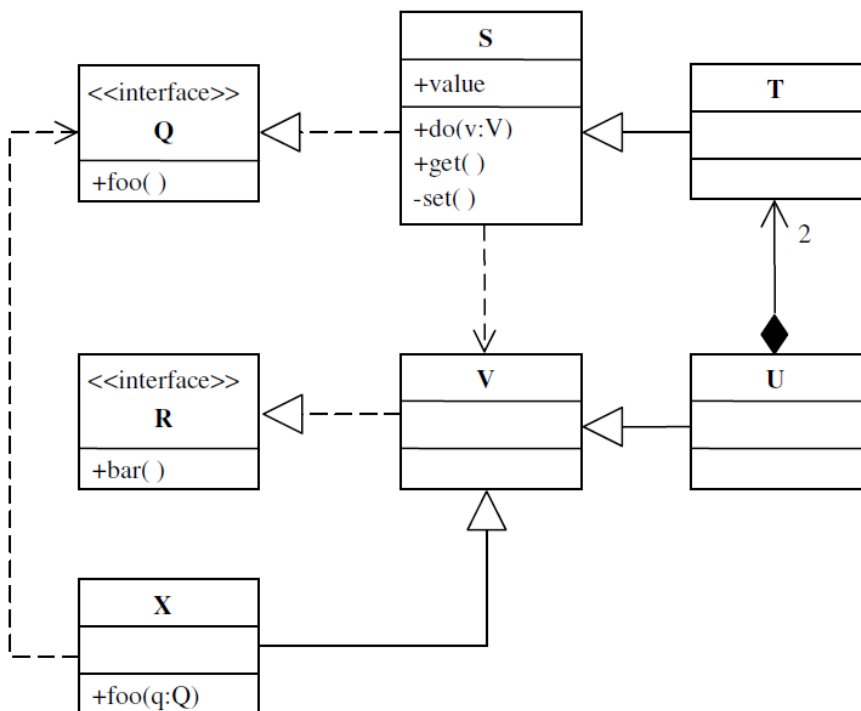 <<interface>>
Q
+foo( )
S
+value
+do(v:V)
+get( )
-set( )
T
2
<<interface>>
R
+bar( )
V
U
X
+foo(q:Q)